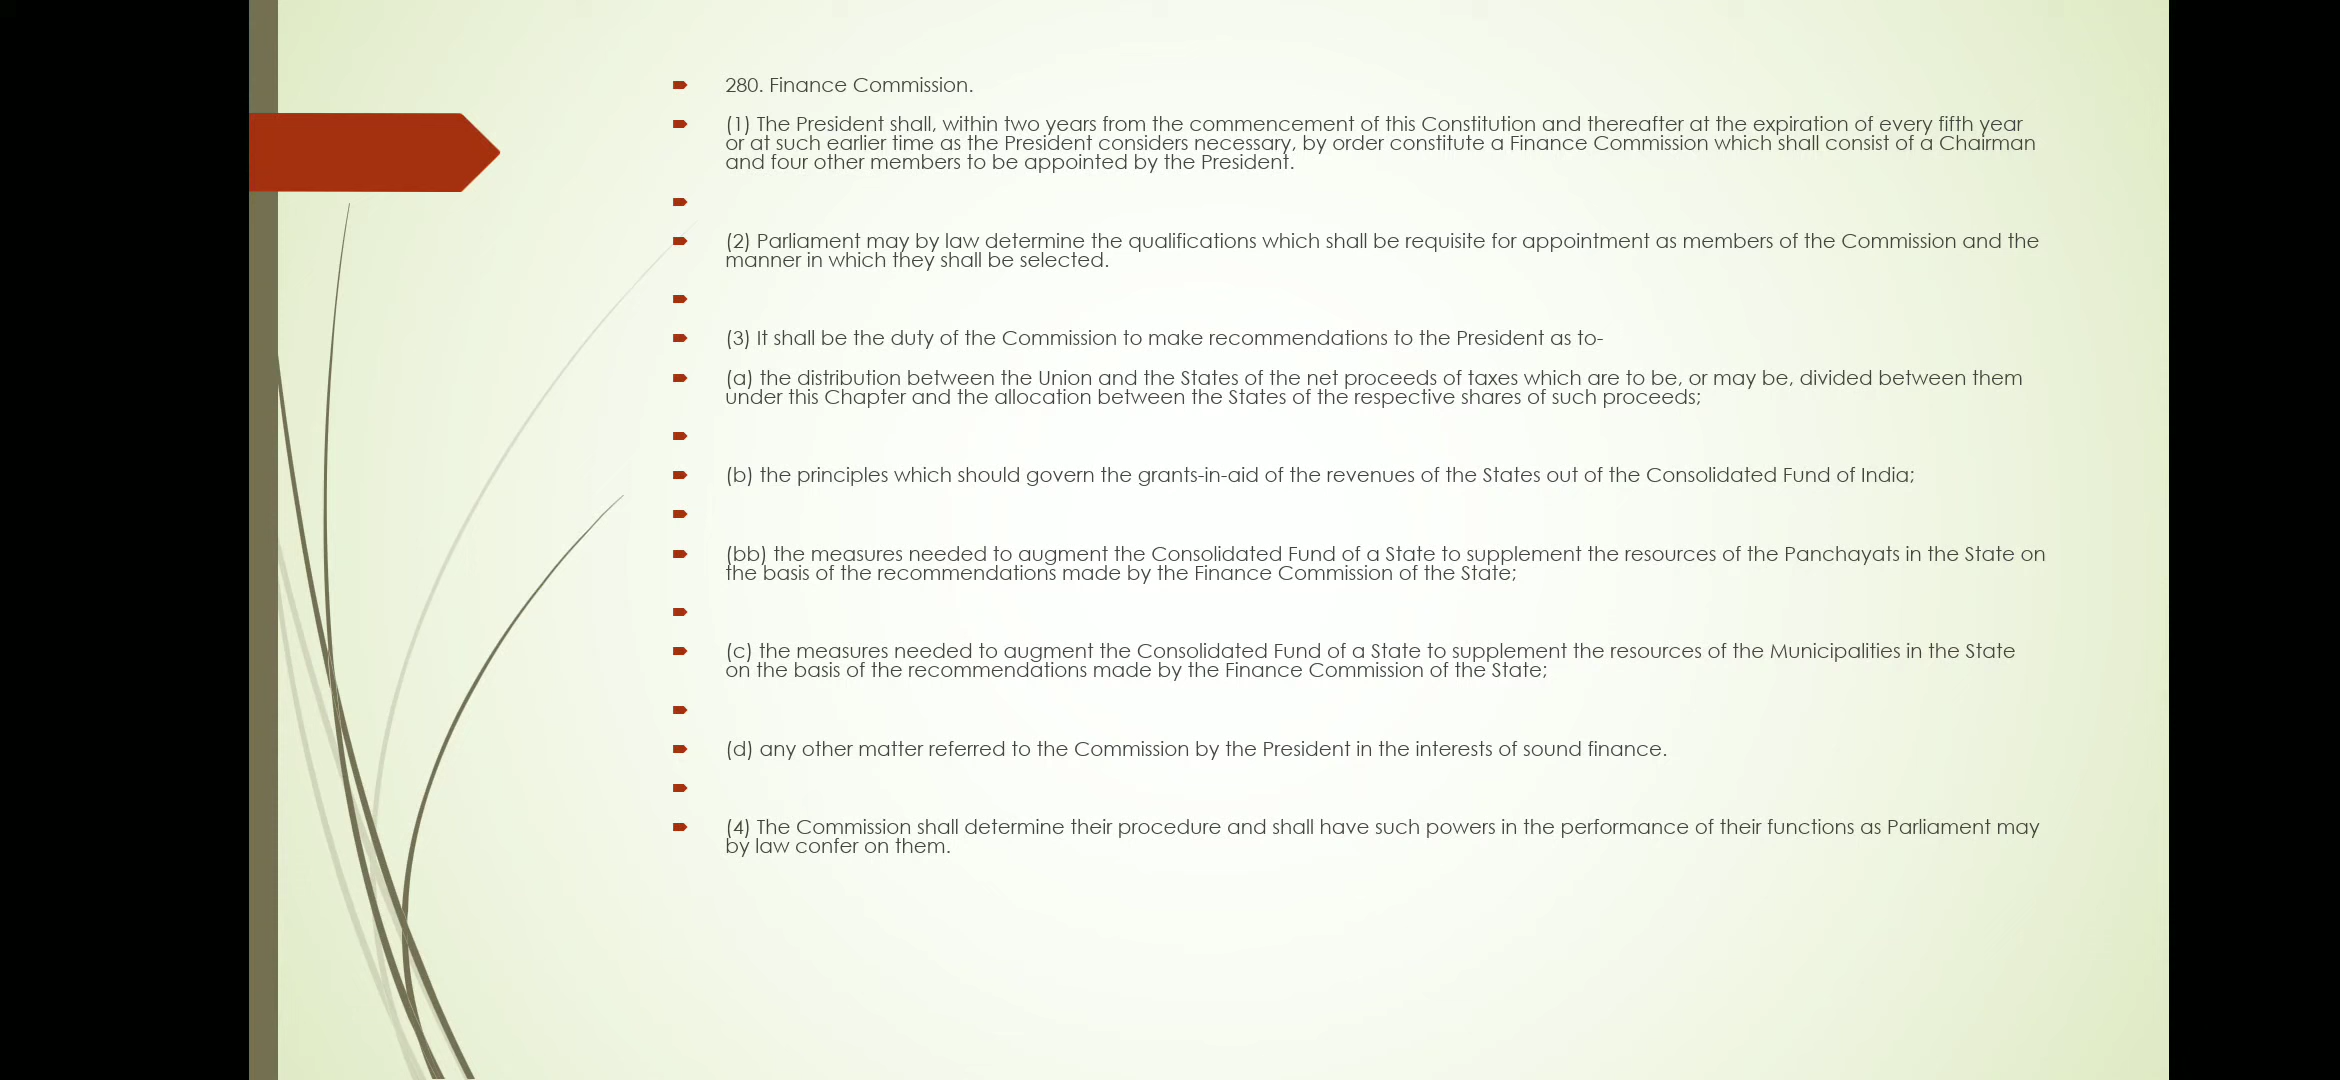 280. Finance Commission.
(1) The President shall, within two years from the commencement of this Constitution and thereafter at the expiration of every fifth year
or at such earlier time as the President considers necessary, by order constitute a Finance Commission which shall consist of a Chairman
and four other members to be appointed by the President.
(2) Parliament may by law determine the qualifications which shall be requisite for appointment as members of the Commission and the
manner in which they shall be selected.
(3) It shall be the duty of the Commission to make recommendations to the President as to-
(a) the distribution between the Union and the States of the net proceeds of taxes which are to be, or may be, divided between them
under this Chapter and the allocation between the States of the respective shares of such proceeds;
(b) the principles which should govern the grants-in-aid of the revenues of the States out of the Consolidated Fund of India;
(bb) the measures needed to augment the Consolidated Fund of a State to supplement the resources of the Panchayats in the State on
the basis of the recommendations made by the Finance Commission of the State;
(c) the measures needed to augment the Consolidated Fund of a State to supplement the resources of the Municipalities in the State
on the basis of the recommendations made by the Finance Commission of the State;
(d) any other matter referred to the Commission by the President in the interests of sound finance.
(4) The Commission shall determine their procedure and shall have such powers in the performance of their functions as Parliament may
by law confer on them.